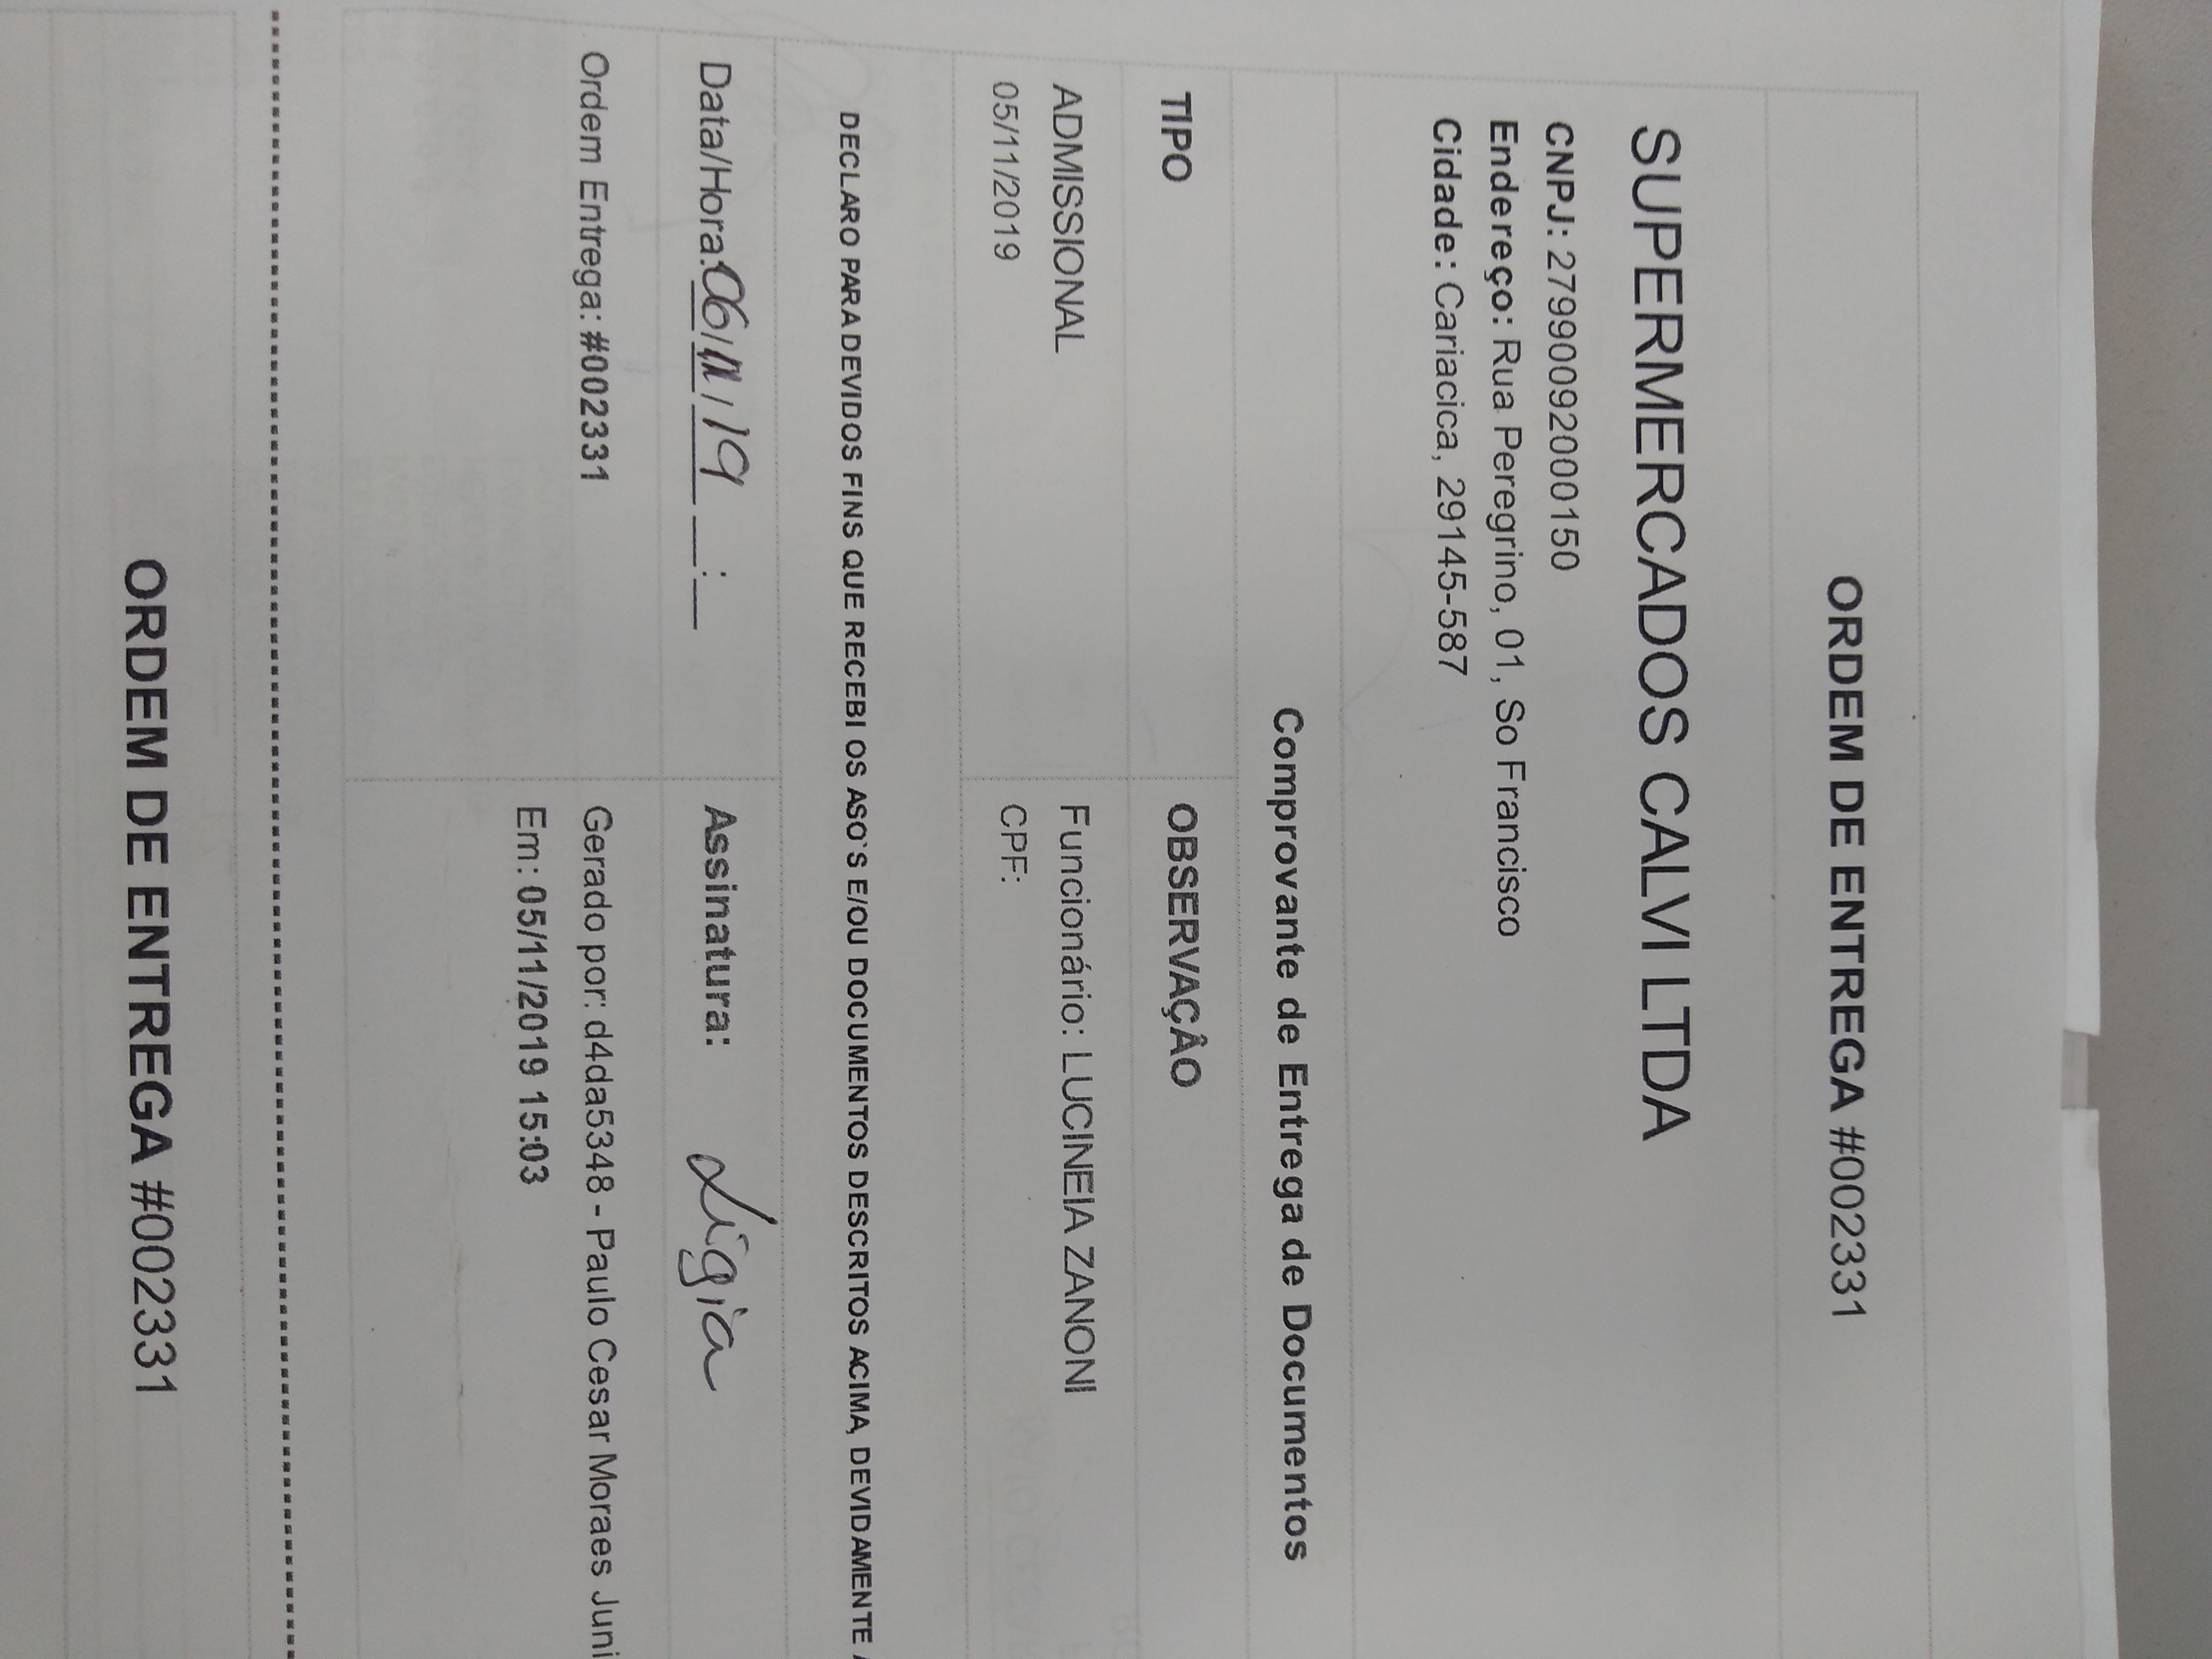 ORDEM DE ENTREGA #002331
SUPERMERCADOS CALVI LTDA
CNPJ: 279900092000150
Endereço: Rua Peregrino, 01, So Francisco
Cidade: Cariacica, 29145-587
Comprovante de Entrega de Documentos
TIPO OBSERVAÇÂO
ADMISSIONAL Funcionário: LUCINEIA ZANONI
05/11/2019 CPF:
DECLARO PARA DEVIDOS FINS QUE RECEBI OS ASO`S E/OU DOCUMENTOS DESCRITOS ACIMA, DEVIDAMENTE
Data/Hora: 06/11/19 __:__ Assinatura: Ligia
Ordem Entrega: #002331 Gerado por: d4da5348 - Paulo Cesar Moraes Juni
Em: 05/11/2019 15:03
ORDEM DE ENTREGA #002331